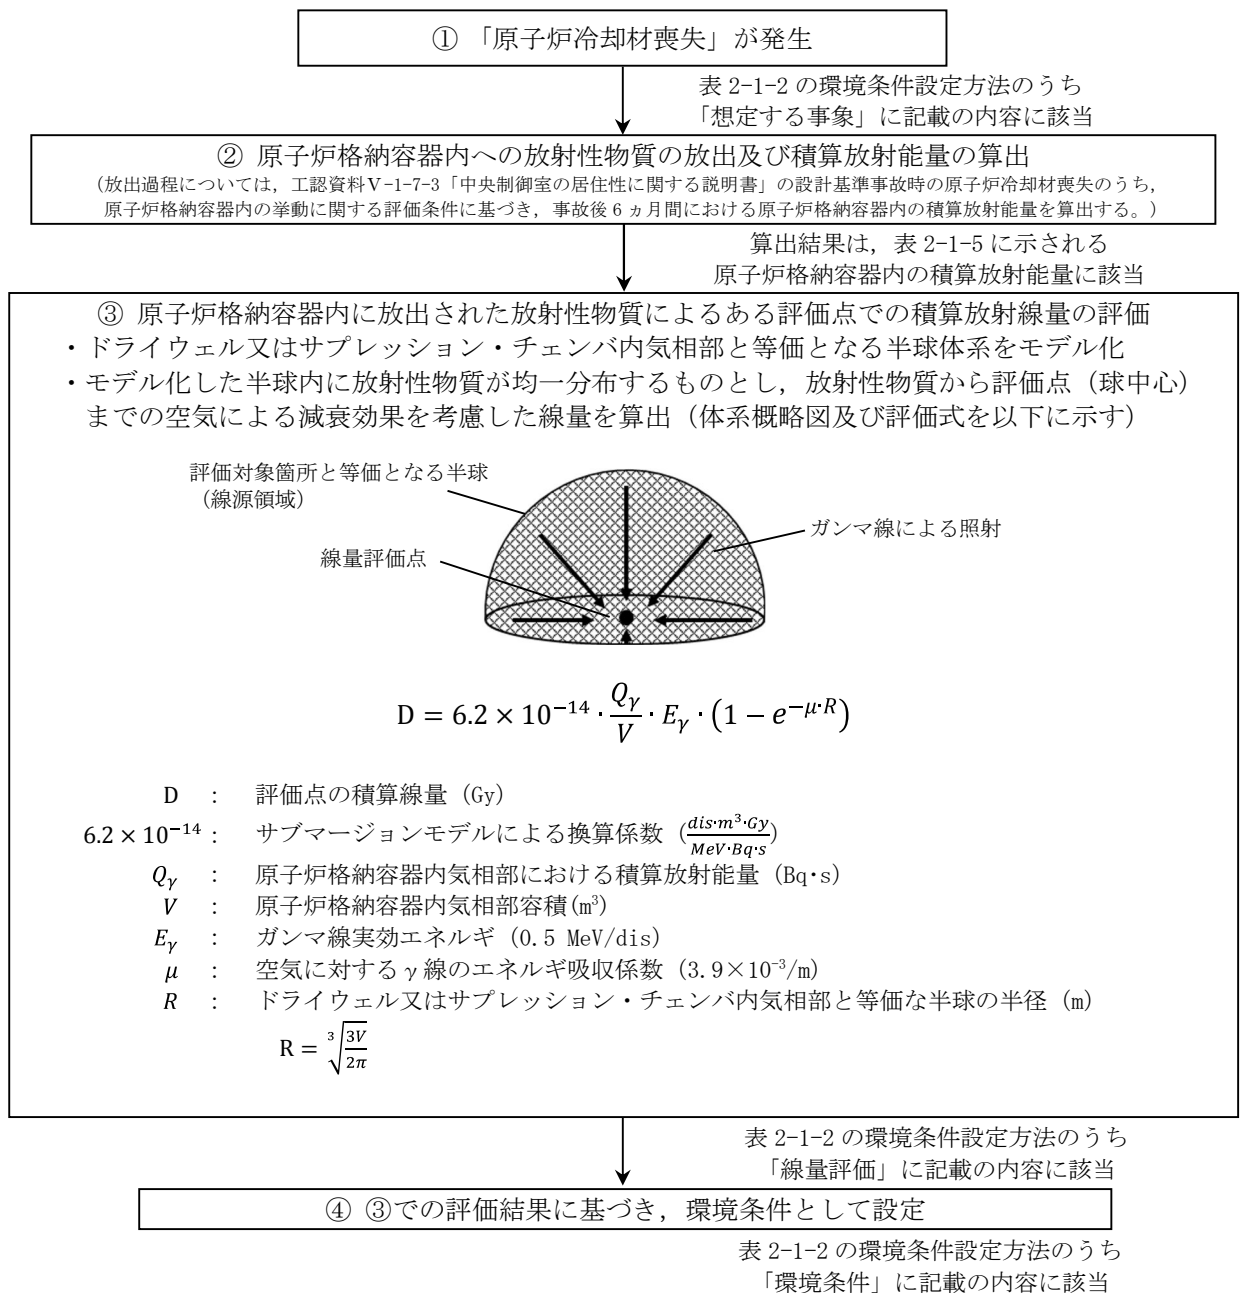 ① 「原子炉冷却材喪失」が発生
表 2-1-2 の環境条件設定方法のうち
「想定する事象」に記載の内容に該当
② 原子炉格納容器内への放射性物質の放出及び積算放射能量の算出
(放出過程については，工認資料Ⅴ-1-7-3「中央制御室の居住性に関する説明書」の設計基準事故時の原子炉冷却材喪失のうち，
原子炉格納容器内の挙動に関する評価条件に基づき，事故後 6 ヵ月間における原子炉格納容器内の積算放射能量を算出する。)
算出結果は，表 2-1-5 に示される
原子炉格納容器内の積算放射能量に該当
③ 原子炉格納容器内に放出された放射性物質によるある評価点での積算放射線量の評価
・ドライウェル又はサプレッション・チェンバ内気相部と等価となる半球体系をモデル化
・モデル化した半球内に放射性物質が均一分布するものとし，放射性物質から評価点（球中心）
までの空気による減衰効果を考慮した線量を算出（体系概略図及び評価式を以下に示す）
評価対象箇所と等価となる半球
（線源領域）
ガンマ線による照射
線量評価点
D = 6.2 × 10⁻¹⁴ · Qγ/V · Eγ · (1 − e^(−μ·R))
D : 評価点の積算線量 (Gy)
6.2 × 10⁻¹⁴ : サブマージョンモデルによる換算係数 (dis·m³·Gy/MeV·Bq·s)
Qγ : 原子炉格納容器内気相部における積算放射能量 (Bq・s)
V : 原子炉格納容器内気相部容積(m³)
Eγ : ガンマ線実効エネルギ (0.5 MeV/dis)
μ : 空気に対するγ線のエネルギ吸収係数 (3.9×10⁻³/m)
R : ドライウェル又はサプレッション・チェンバ内気相部と等価な半球の半径 (m)
R = ³√(3V/2π)
表 2-1-2 の環境条件設定方法のうち
「線量評価」に記載の内容に該当
④ ③での評価結果に基づき，環境条件として設定
表 2-1-2 の環境条件設定方法のうち
「環境条件」に記載の内容に該当